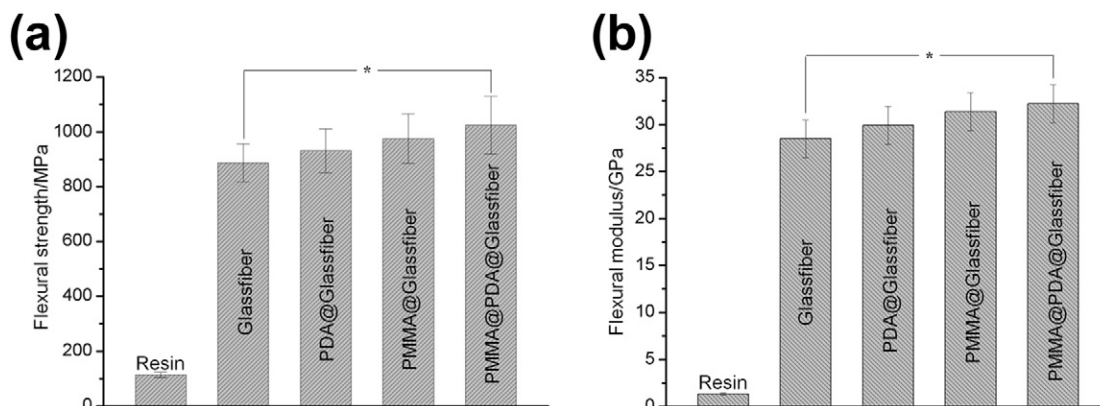 (a)
*
Flexural strength/MPa
1200
1000
800
600
400
200
0
Resin
Glassfiber
PDA@Glassfiber
PMMA@Glassfiber
PMMA@PDA@Glassfiber
(b)
*
Flexural modulus/GPa
35
30
25
20
15
10
5
0
Resin
Glassfiber
PDA@Glassfiber
PMMA@Glassfiber
PMMA@PDA@Glassfiber